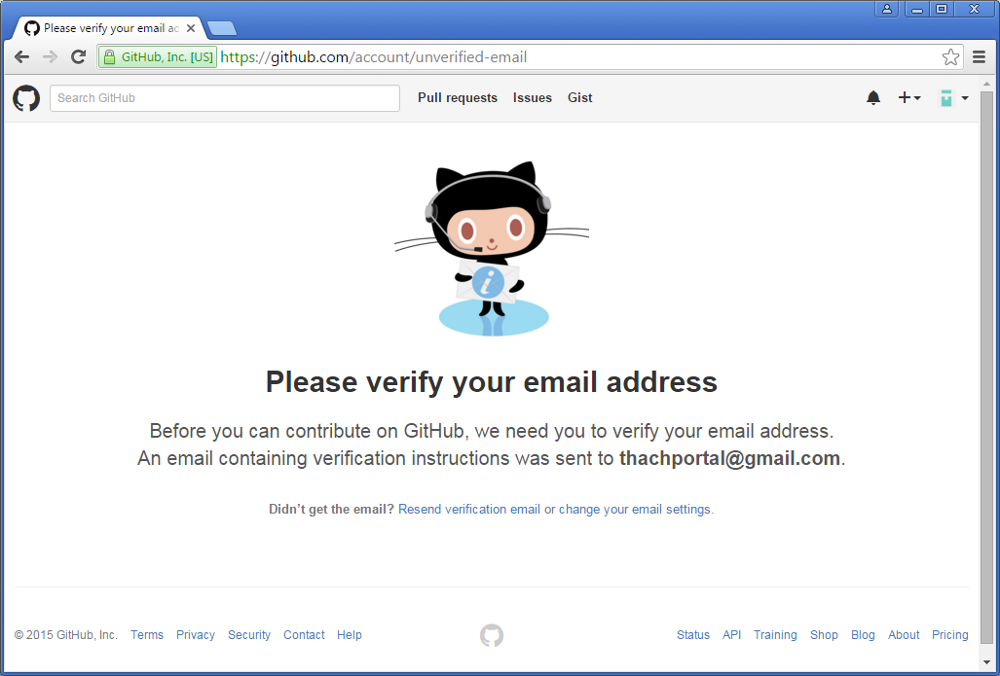 Please verify your email ad
GitHub, Inc. [US] https://github.com/account/unverified-email
Search GitHub Pull requests Issues Gist
i
Please verify your email address
Before you can contribute on GitHub, we need you to verify your email address.
An email containing verification instructions was sent to thachportal@gmail.com.
Didn't get the email? Resend verification email or change your email settings.
© 2015 GitHub, Inc. Terms Privacy Security Contact Help Status API Training Shop Blog About Pricing